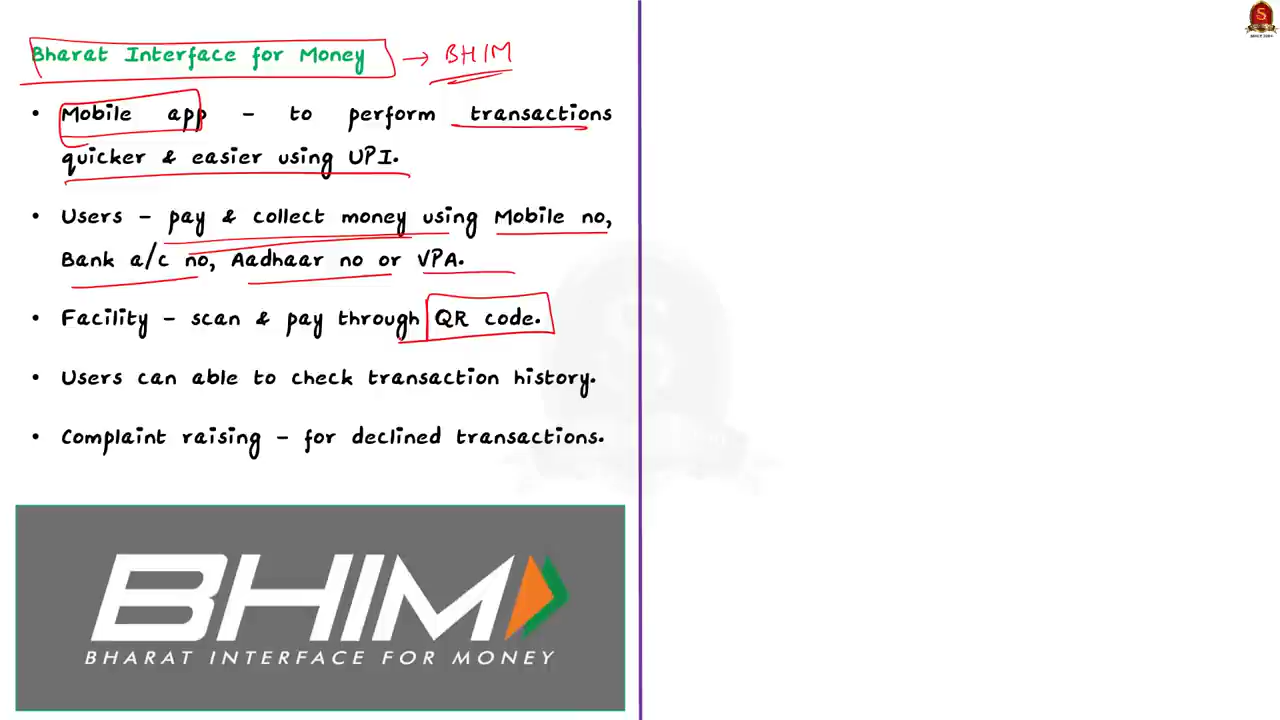 Bharat Interface for Money → BHIM
• Mobile app - to perform transactions
quicker & easier using UPI.
• Users - pay & collect money using Mobile no,
Bank a/c no, Aadhaar no or VPA.
• Facility - scan & pay through QR code.
• Users can able to check transaction history.
• Complaint raising - for declined transactions.
BHIM
BHARAT INTERFACE FOR MONEY
S